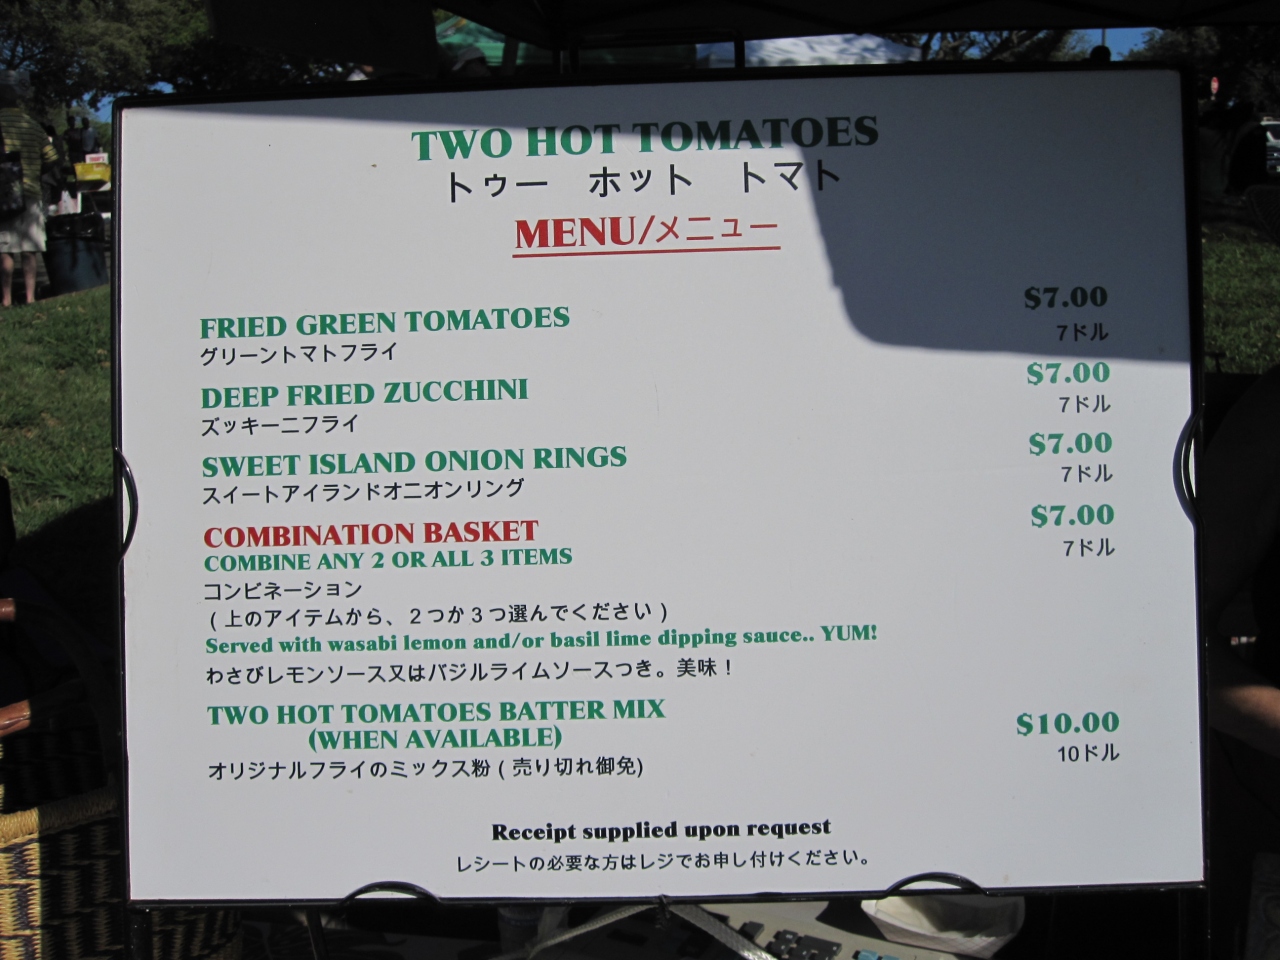 TWO HOT TOMATOES
トゥー ホット トマト
MENU/メニュー
FRIED GREEN TOMATOES $7.00
グリーントマトフライ 7ドル
DEEP FRIED ZUCCHINI $7.00
ズッキーニフライ 7ドル
SWEET ISLAND ONION RINGS $7.00
スイートアイランドオニオンリング 7ドル
COMBINATION BASKET $7.00
COMBINE ANY 2 OR ALL 3 ITEMS 7ドル
コンビネーション
(上のアイテムから、２つか３つ選んでください)
Served with wasabi lemon and/or basil lime dipping sauce.. YUM!
わさびレモンソース又はバジルライムソースつき。美味！
TWO HOT TOMATOES BATTER MIX
(WHEN AVAILABLE) $10.00
オリジナルフライのミックス粉 (売り切れ御免) 10ドル
Receipt supplied upon request
レシートの必要な方はレジでお申し付けください。